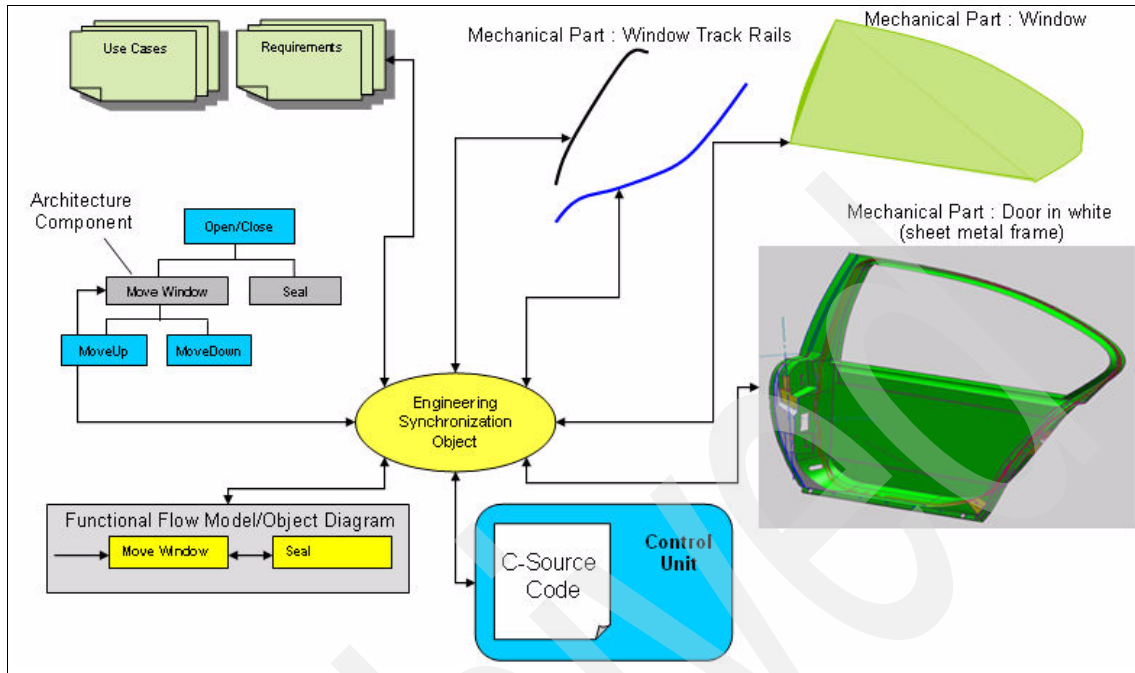 Use Cases
Requirements
Mechanical Part : Window Track Rails
Mechanical Part : Window
Architecture
Component
Open/Close
Move Window
Seal
MoveUp
MoveDown
Mechanical Part : Door in white
(sheet metal frame)
Engineering
Synchronization
Object
Functional Flow Model/Object Diagram
Move Window
Seal
C-Source
Code
Control
Unit